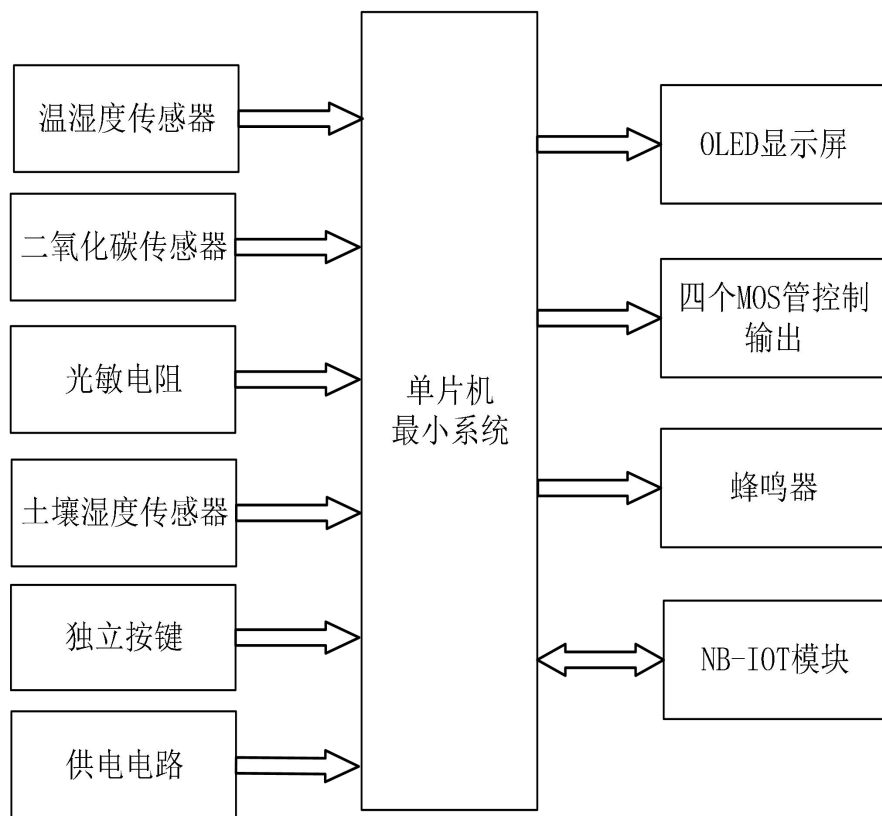 温湿度传感器
二氧化碳传感器
光敏电阻
土壤湿度传感器
独立按键
供电电路
单片机
最小系统
OLED显示屏
四个MOS管控制
输出
蜂鸣器
NB-IOT模块